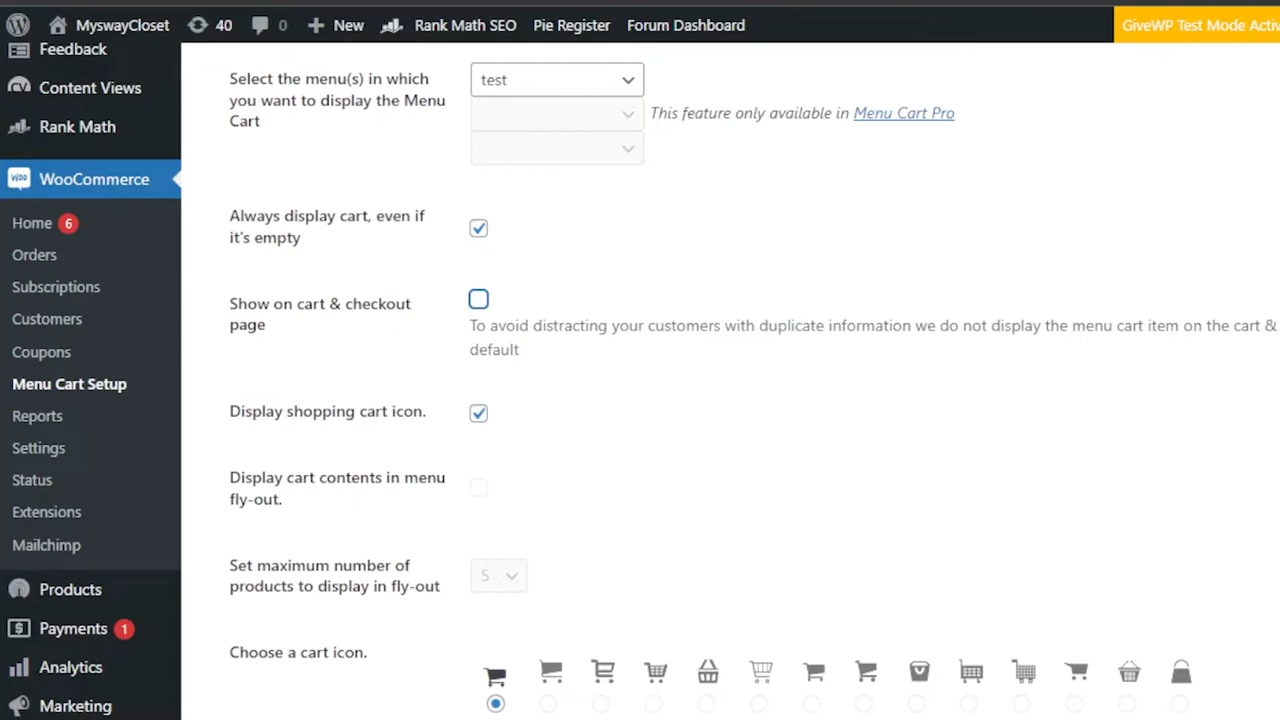 MyswayCloset 40 0 New Rank Math SEO Pie Register Forum Dashboard GiveWP Test Mode Activ
Feedback
Content Views
Rank Math
WooCommerce
Home 6
Orders
Subscriptions
Customers
Coupons
Menu Cart Setup
Reports
Settings
Status
Extensions
Mailchimp
Products
Payments 1
Analytics
Marketing
Select the menu(s) in which
you want to display the Menu
Cart
test
This feature only available in Menu Cart Pro
Always display cart, even if
it's empty
Show on cart & checkout
page
To avoid distracting your customers with duplicate information we do not display the menu cart item on the cart &
default
Display shopping cart icon.
Display cart contents in menu
fly-out.
Set maximum number of
products to display in fly-out
5
Choose a cart icon.